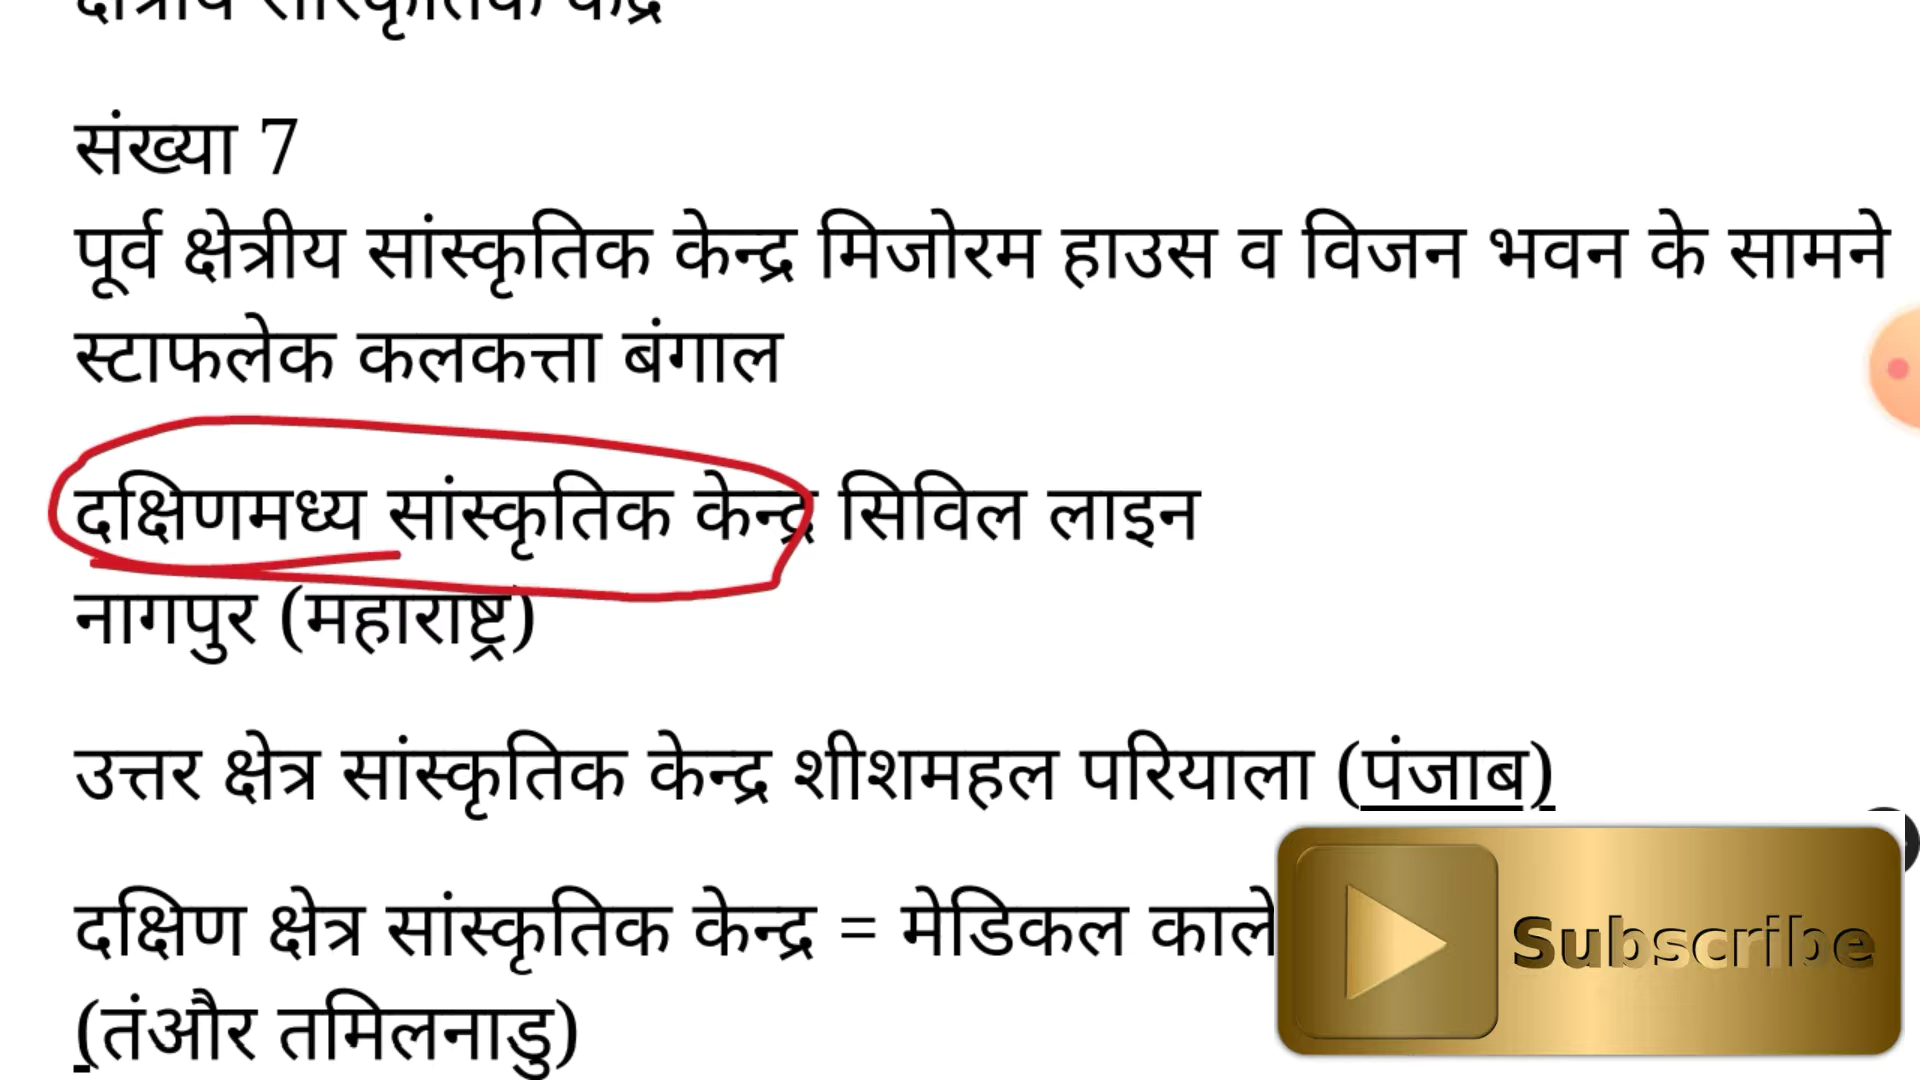 क्षेत्रीय सांस्कृतिक केंद्र
संख्या 7
पूर्व क्षेत्रीय सांस्कृतिक केन्द्र मिजोरम हाउस व विजन भवन के सामने
स्टाफलेक कलकत्ता बंगाल
दक्षिणमध्य सांस्कृतिक केन्द्र सिविल लाइन
नागपुर (महाराष्ट्र)
उत्तर क्षेत्र सांस्कृतिक केन्द्र शीशमहल परियाला (पंजाब)
दक्षिण क्षेत्र सांस्कृतिक केन्द्र = मेडिकल काले
(तंऔर तमिलनाडु)
Subscribe